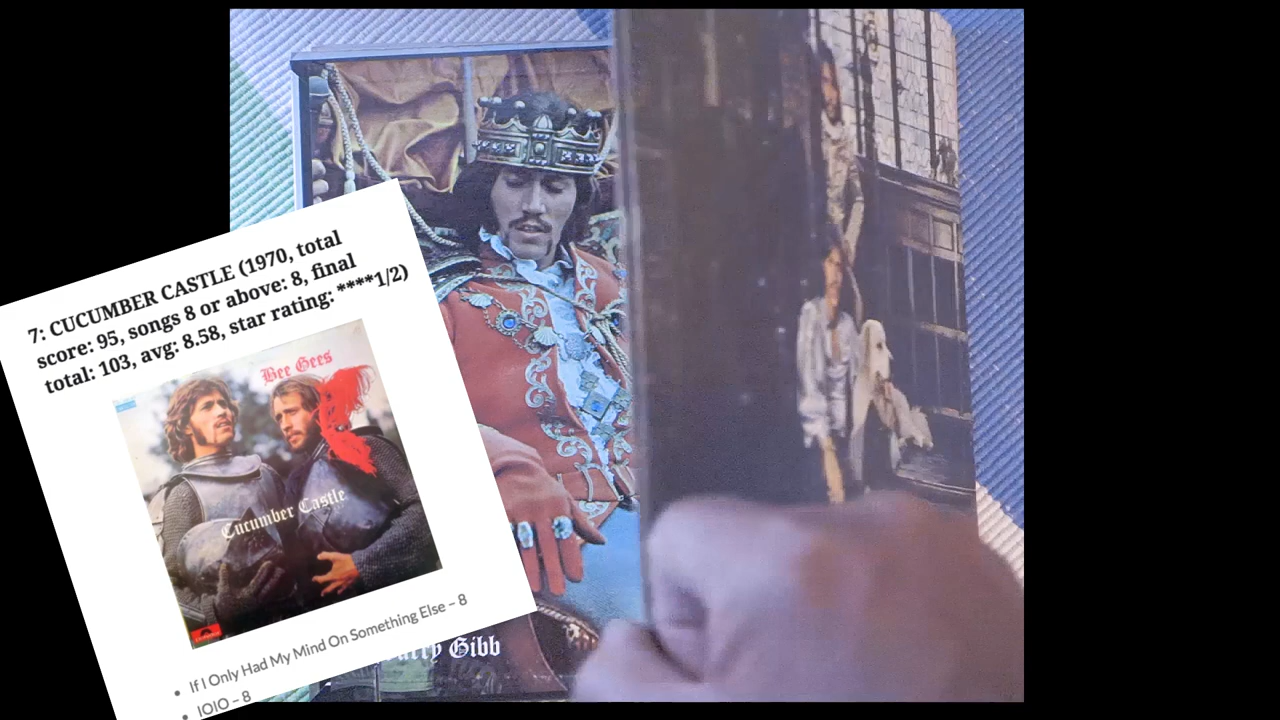 7: CUCUMBER CASTLE (1970, total
score: 95, songs 8 or above: 8, final
total: 103, avg: 8.58, star rating: ****1/2)
Bee Gees
Cucumber Castle
• If I Only Had My Mind On Something Else – 8
• IOIO – 8
Gibb